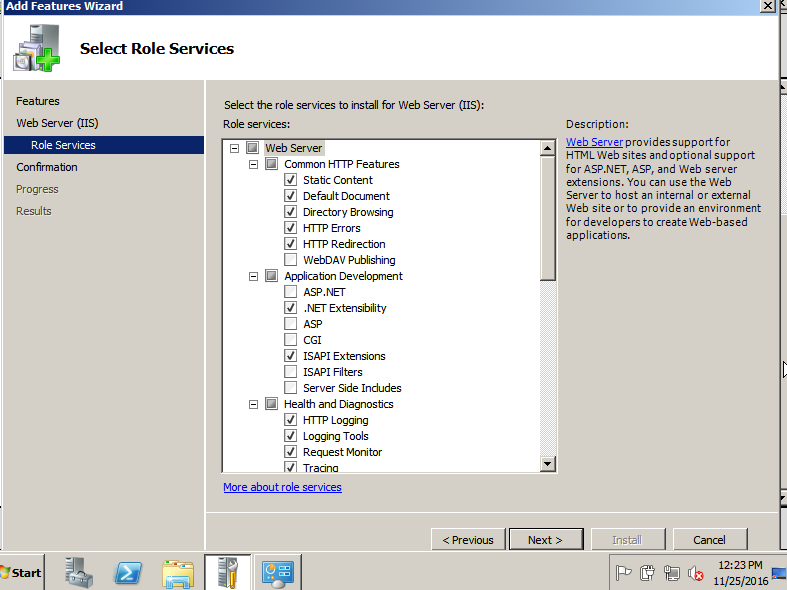 Add Features Wizard
Select Role Services
Features
Web Server (IIS)
Role Services
Confirmation
Progress
Results
Select the role services to install for Web Server (IIS):
Role services:
Web Server
Common HTTP Features
Static Content
Default Document
Directory Browsing
HTTP Errors
HTTP Redirection
WebDAV Publishing
Application Development
ASP.NET
.NET Extensibility
ASP
CGI
ISAPI Extensions
ISAPI Filters
Server Side Includes
Health and Diagnostics
HTTP Logging
Logging Tools
Request Monitor
Tracing
More about role services
Description:
Web Server provides support for
HTML Web sites and optional support
for ASP.NET, ASP, and Web server
extensions. You can use the Web
Server to host an internal or external
Web site or to provide an environment
for developers to create Web-based
applications.
< Previous
Next >
Install
Cancel
Start
12:23 PM
11/25/2016